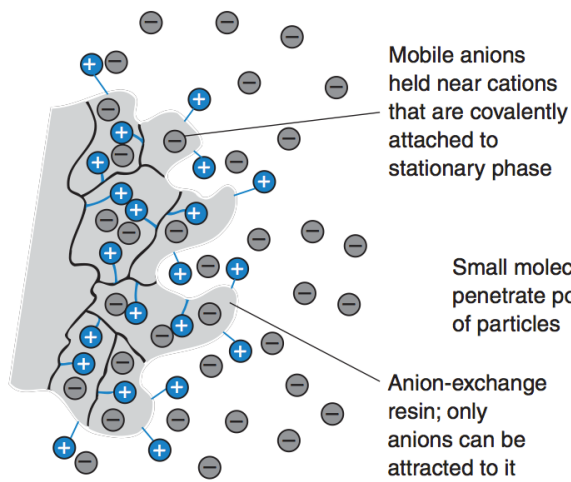 Mobile anions
held near cations
that are covalently
attached to
stationary phase
Small molec
penetrate po
of particles
Anion-exchange
resin; only
anions can be
attracted to it